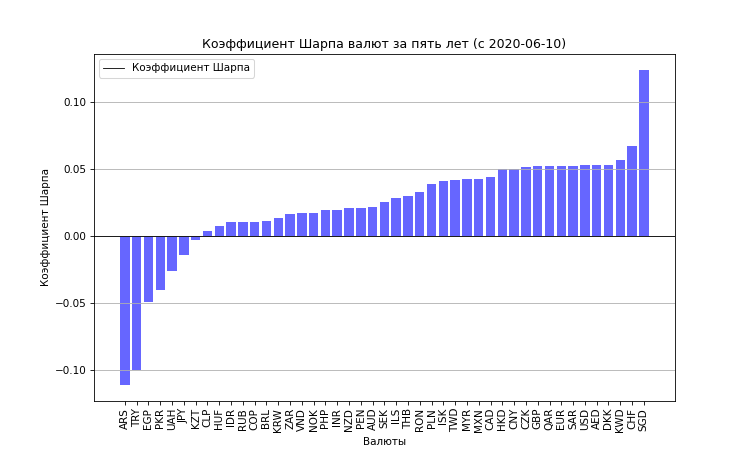 Коэффициент Шарпа валют за пять лет (с 2020-06-10)
Коэффициент Шарпа
0.10
0.05
0.00
−0.05
−0.10
Коэффициент Шарпа
ARS TRY EGP PKR UAH JPY KZT CLP HUF IDR RUB COP BRL KRW ZAR VND NOK PHP INR NZD PEN AUD SEK ILS THB RON PLN ISK TWD MYR MXN CAD HKD CNY CZK GBP QAR EUR SAR USD AED DKK KWD CHF SGD
Валюты